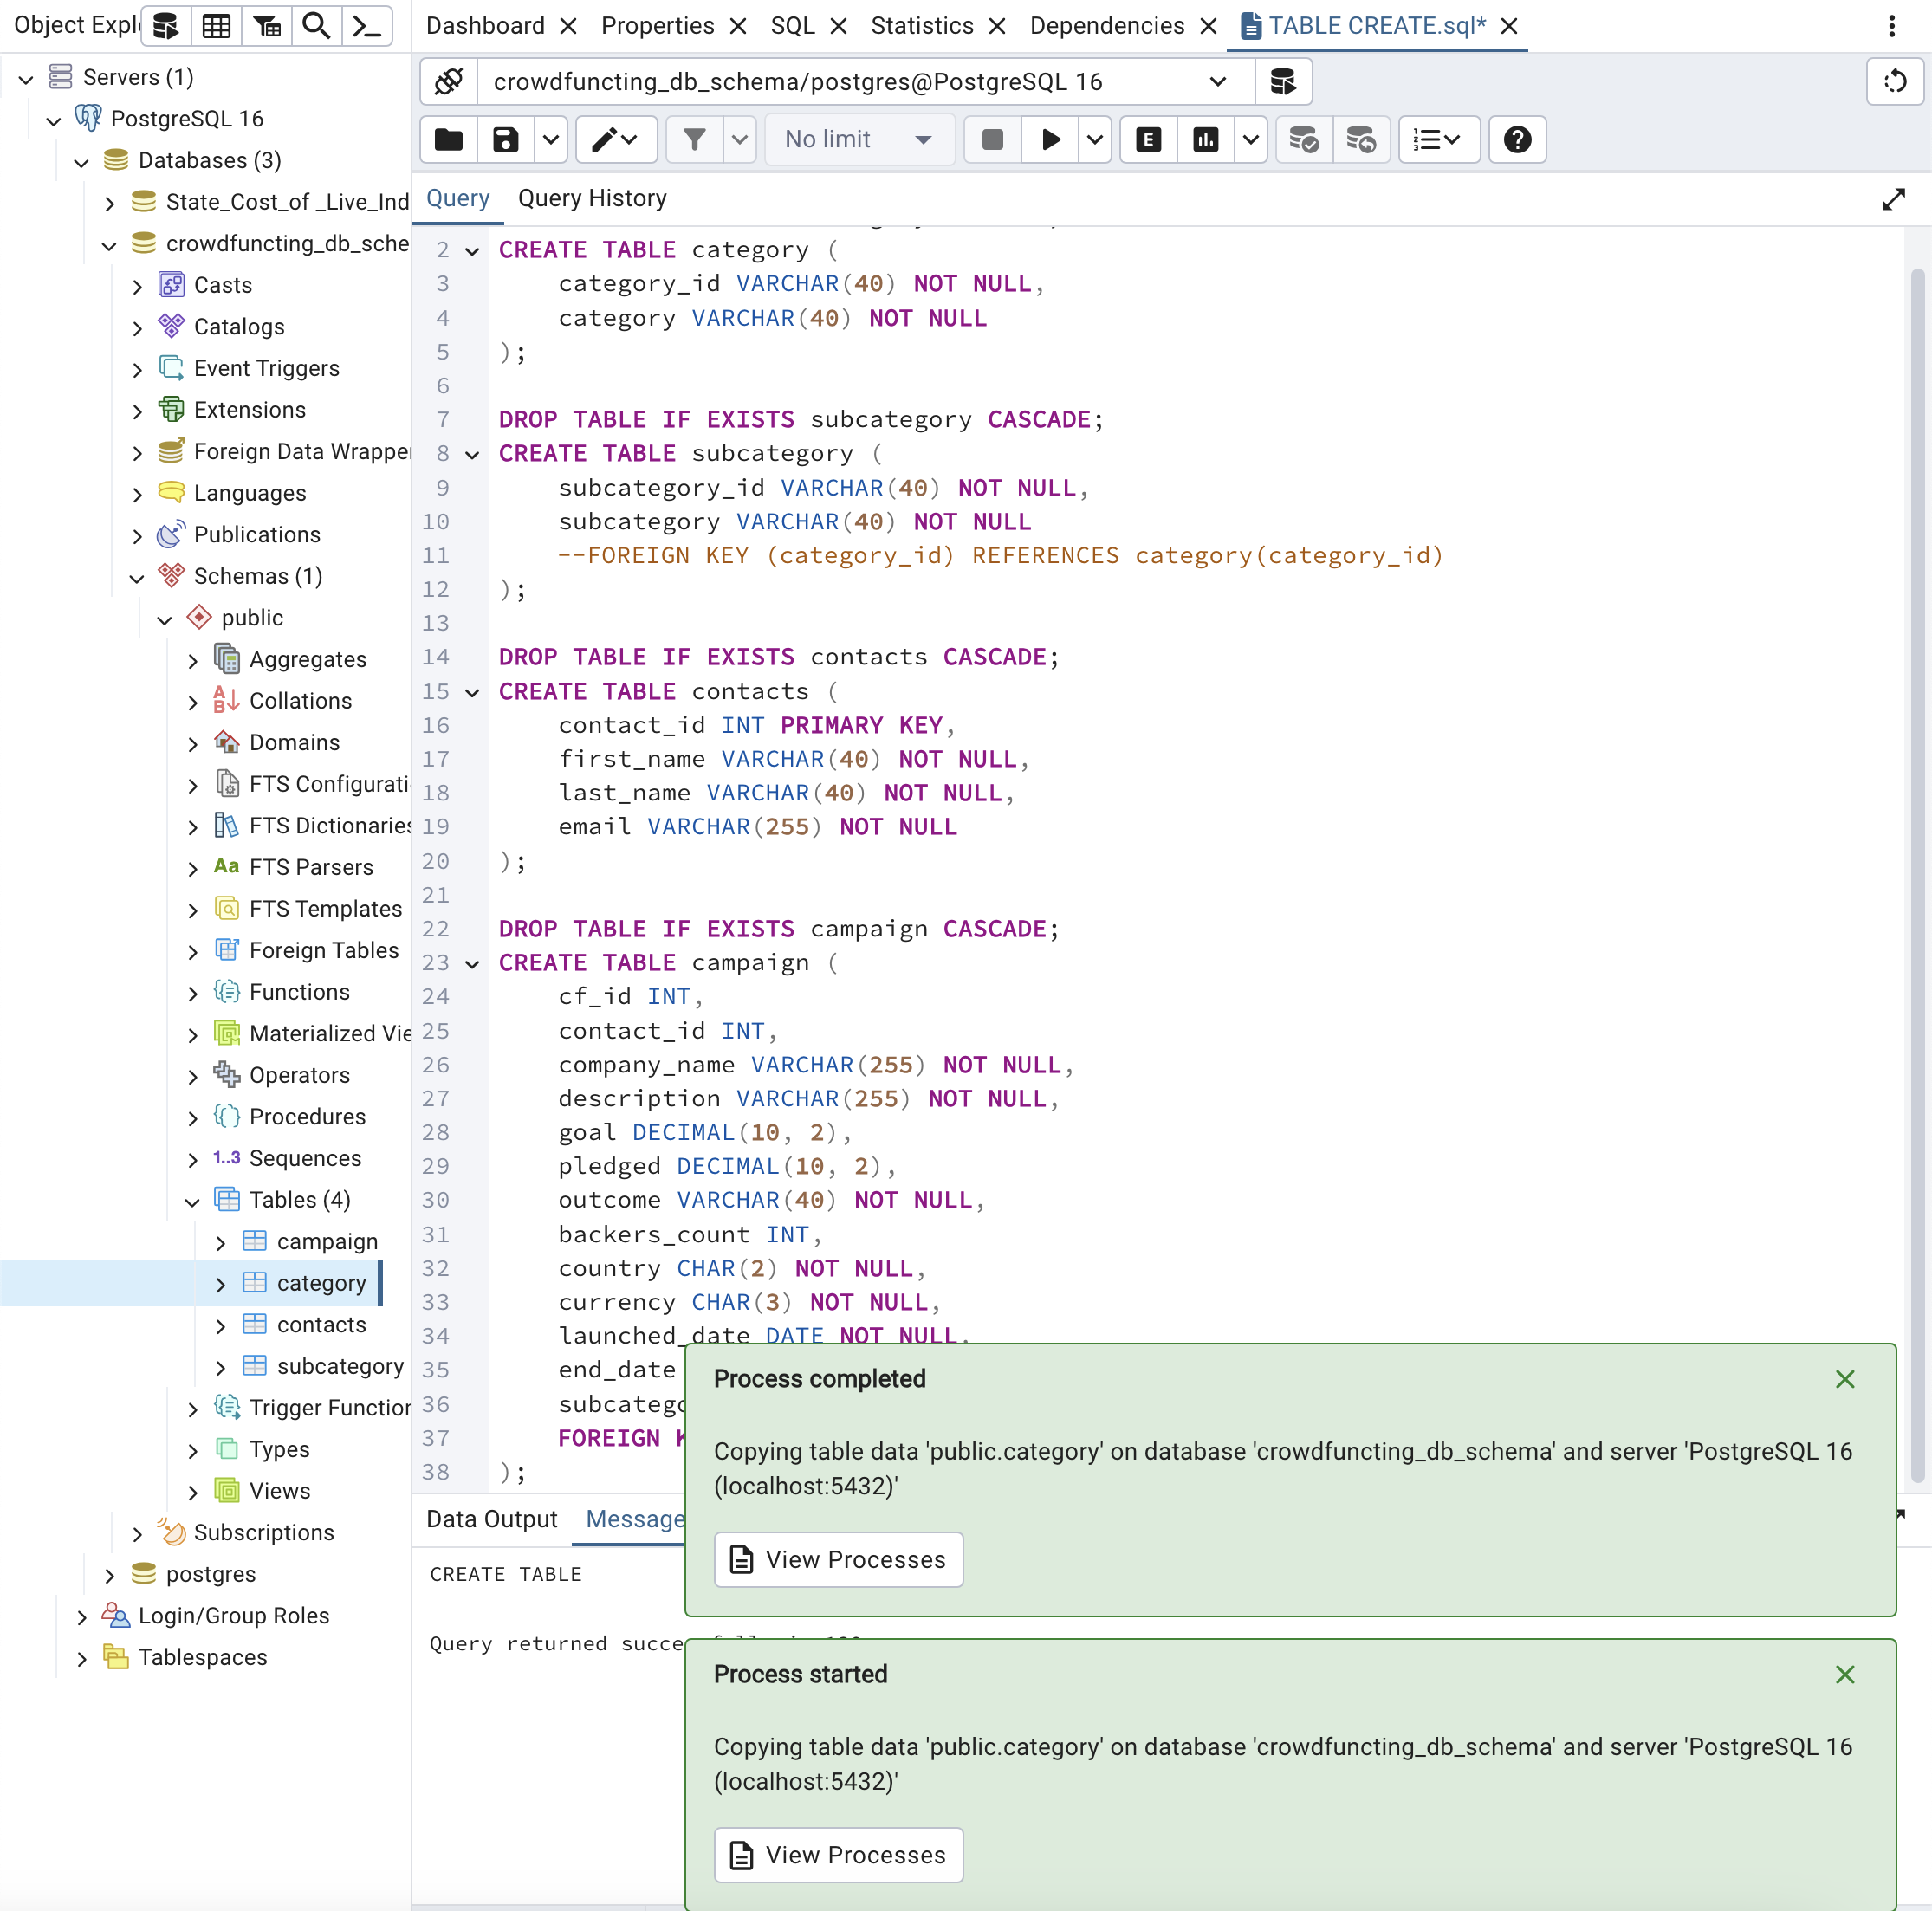 Object Expl
Dashboard
Properties
SQL
Statistics
Dependencies
TABLE CREATE.sql*
Servers (1)
PostgreSQL 16
Databases (3)
State_Cost_of _Live_Ind
crowdfuncting_db_sche
Casts
Catalogs
Event Triggers
Extensions
Foreign Data Wrapper
Languages
Publications
Schemas (1)
public
Aggregates
Collations
Domains
FTS Configurati
FTS Dictionaries
Aa FTS Parsers
FTS Templates
Foreign Tables
Functions
Materialized Vie
Operators
Procedures
1..3 Sequences
Tables (4)
campaign
category
contacts
subcategory
Trigger Function
Types
Views
Subscriptions
postgres
Login/Group Roles
Tablespaces
crowdfuncting_db_schema/postgres@PostgreSQL 16
No limit
E
Query
Query History
2 CREATE TABLE category (
3 category_id VARCHAR(40) NOT NULL,
4 category VARCHAR(40) NOT NULL
5 );
6
7 DROP TABLE IF EXISTS subcategory CASCADE;
8 CREATE TABLE subcategory (
9 subcategory_id VARCHAR(40) NOT NULL,
10 subcategory VARCHAR(40) NOT NULL
11 --FOREIGN KEY (category_id) REFERENCES category(category_id)
12 );
13
14 DROP TABLE IF EXISTS contacts CASCADE;
15 CREATE TABLE contacts (
16 contact_id INT PRIMARY KEY,
17 first_name VARCHAR(40) NOT NULL,
18 last_name VARCHAR(40) NOT NULL,
19 email VARCHAR(255) NOT NULL
20 );
21
22 DROP TABLE IF EXISTS campaign CASCADE;
23 CREATE TABLE campaign (
24 cf_id INT,
25 contact_id INT,
26 company_name VARCHAR(255) NOT NULL,
27 description VARCHAR(255) NOT NULL,
28 goal DECIMAL(10, 2),
29 pledged DECIMAL(10, 2),
30 outcome VARCHAR(40) NOT NULL,
31 backers_count INT,
32 country CHAR(2) NOT NULL,
33 currency CHAR(3) NOT NULL,
34 launched_date DATE NOT NULL,
35 end_date
36 subcatego
37 FOREIGN K
38 );
Data Output
Message
CREATE TABLE
Query returned succe
Process completed
Copying table data 'public.category' on database 'crowdfuncting_db_schema' and server 'PostgreSQL 16
(localhost:5432)'
View Processes
Process started
Copying table data 'public.category' on database 'crowdfuncting_db_schema' and server 'PostgreSQL 16
(localhost:5432)'
View Processes